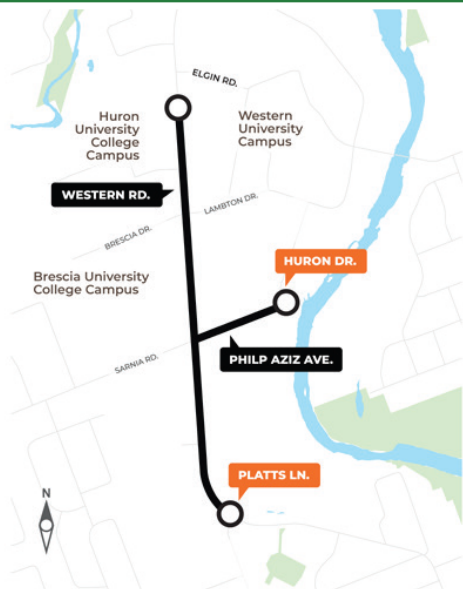 ELGIN RD.
Huron
University
College
Campus
Western
University
Campus
WESTERN RD.
LAMBTON DR.
BRESCIA DR.
HURON DR.
Brescia University
College Campus
PHILP AZIZ AVE.
SARNIA RD.
PLATTS LN.
N